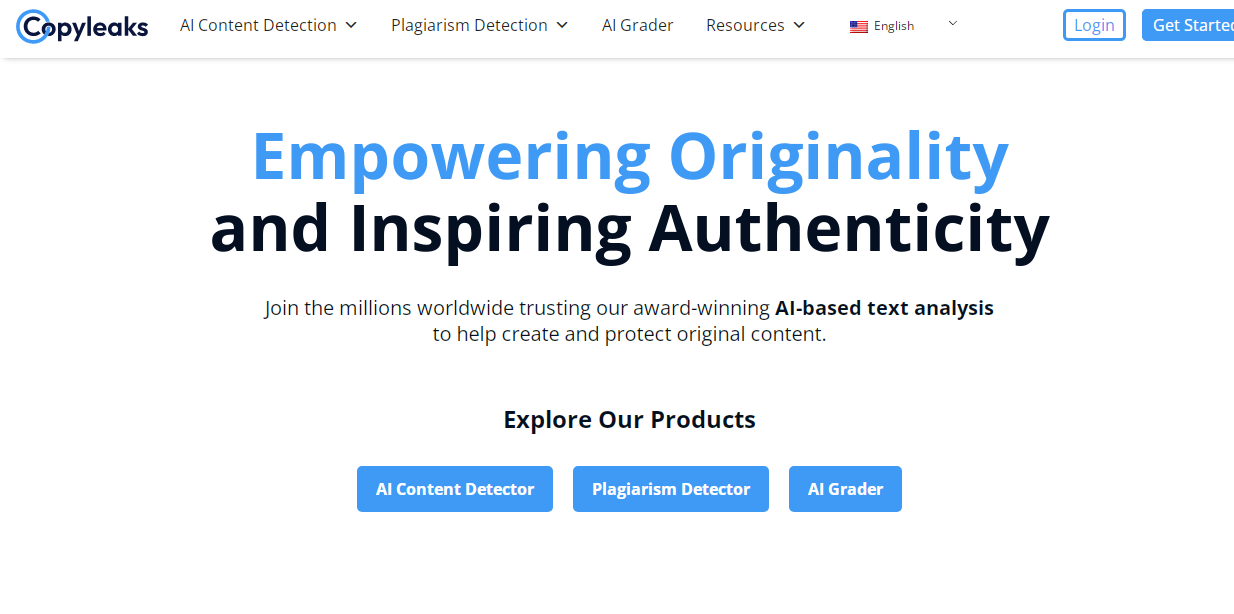 Copyleaks AI Content Detection Plagiarism Detection AI Grader Resources English Login Get Started
Empowering Originality
and Inspiring Authenticity
Join the millions worldwide trusting our award-winning AI-based text analysis
to help create and protect original content.
Explore Our Products
AI Content Detector Plagiarism Detector AI Grader